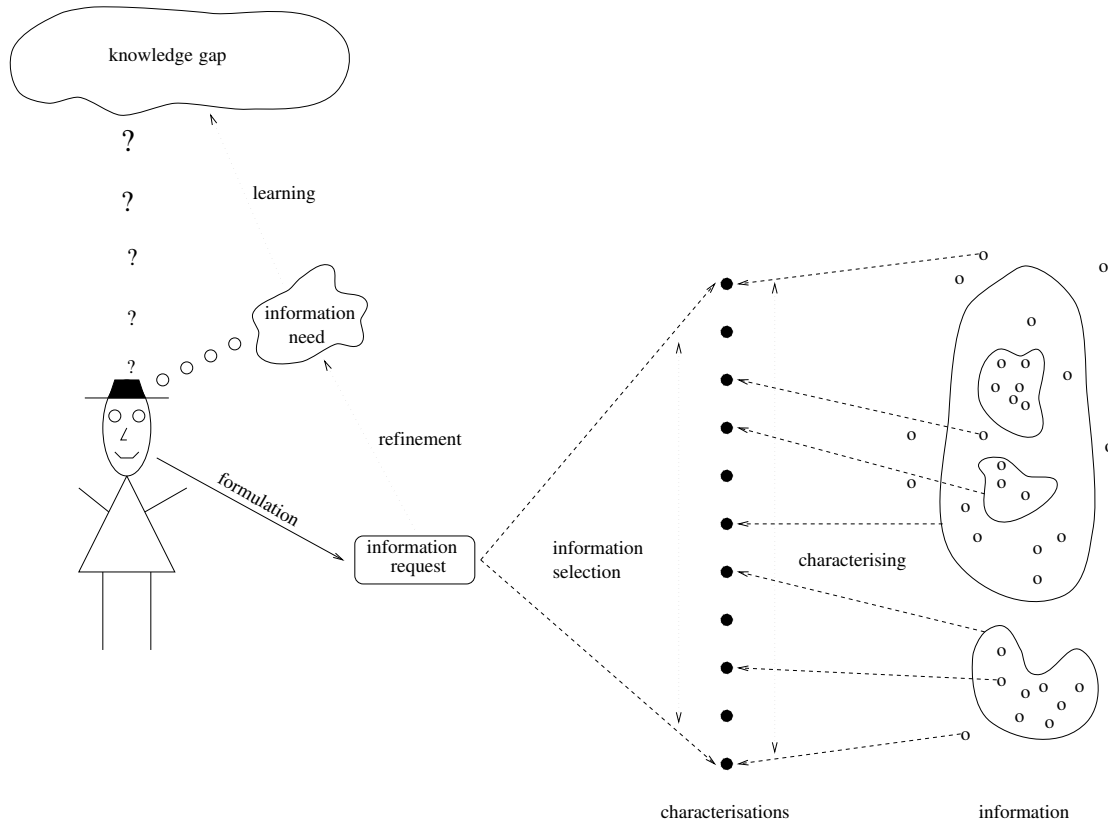 knowledge gap
?
?
learning
?
?
information
need
?
refinement
formulation
information
request
information
selection
characterising
characterisations
information